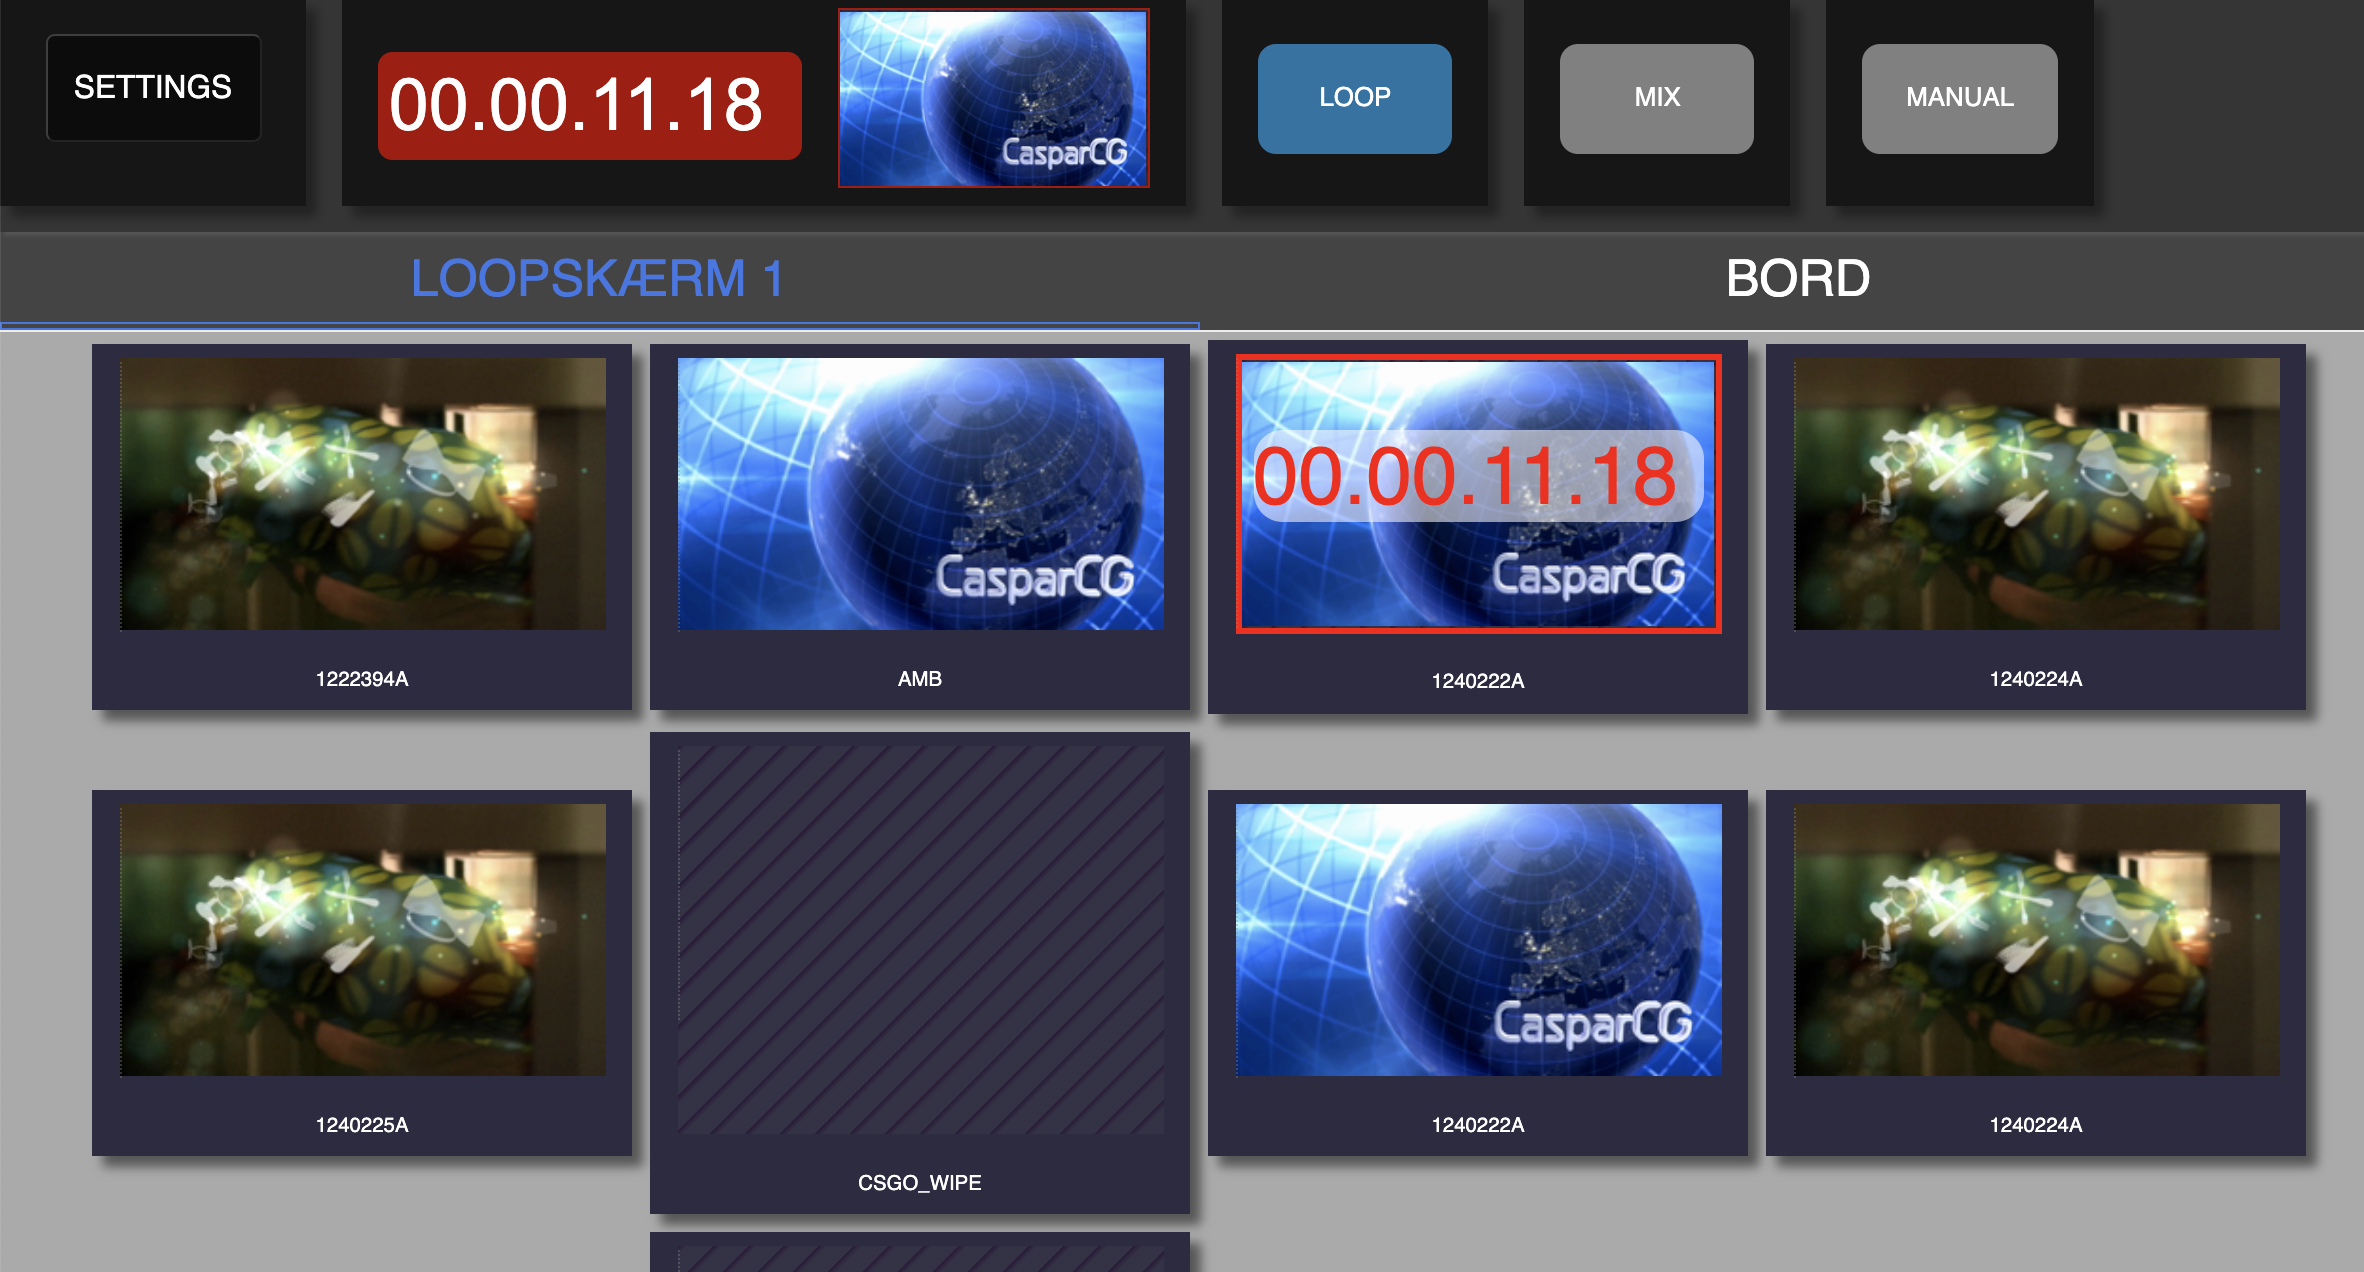 SETTINGS
00.00.11.18
CasparCG
LOOP
MIX
MANUAL
LOOPSKÆRM 1
BORD
CasparCG
00.00.11.18
CasparCG
1222394A
AMB
1240222A
1240224A
CasparCG
1240225A
CSGO_WIPE
1240222A
1240224A